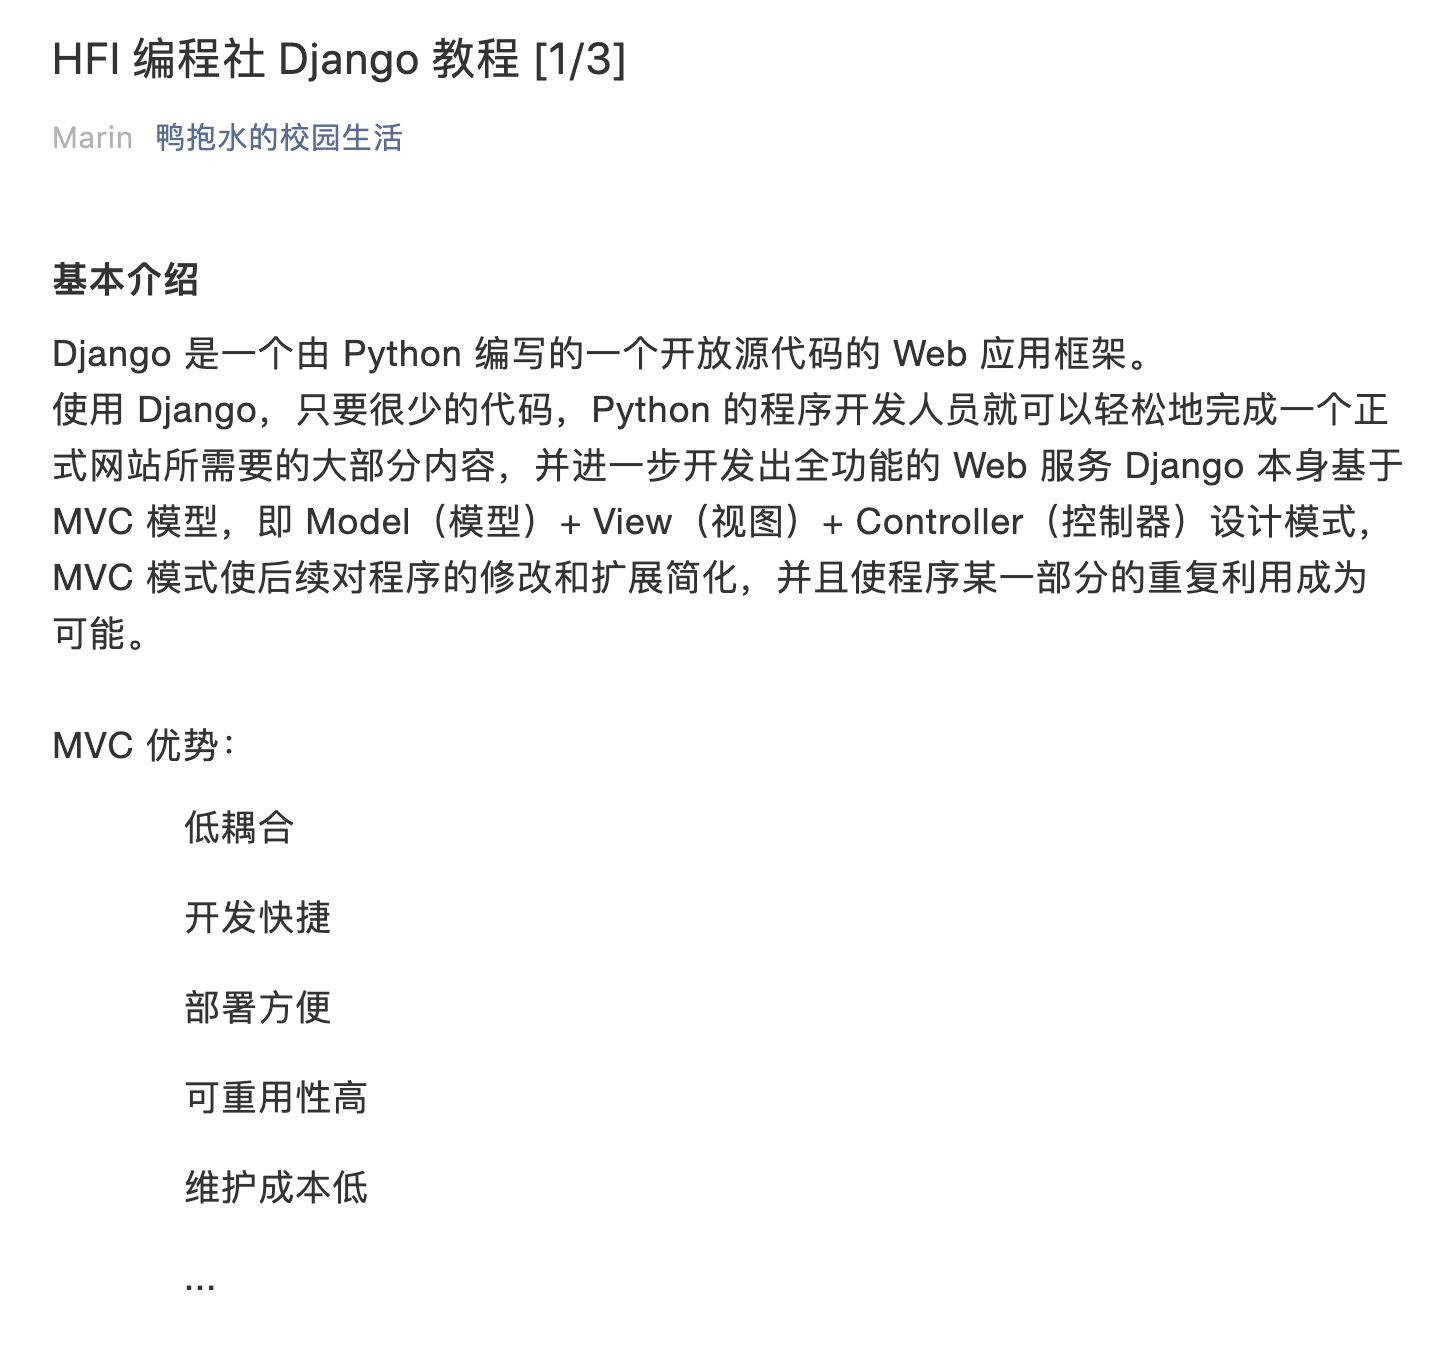 HFI 编程社 Django 教程 [1/3]
Marin 鸭抱水的校园生活
基本介绍
Django 是一个由 Python 编写的一个开放源代码的 Web 应用框架。
使用 Django，只要很少的代码，Python 的程序开发人员就可以轻松地完成一个正
式网站所需要的大部分内容，并进一步开发出全功能的 Web 服务 Django 本身基于
MVC 模型，即 Model（模型）+ View（视图）+ Controller（控制器）设计模式，
MVC 模式使后续对程序的修改和扩展简化，并且使程序某一部分的重复利用成为
可能。
MVC 优势：
低耦合
开发快捷
部署方便
可重用性高
维护成本低
...